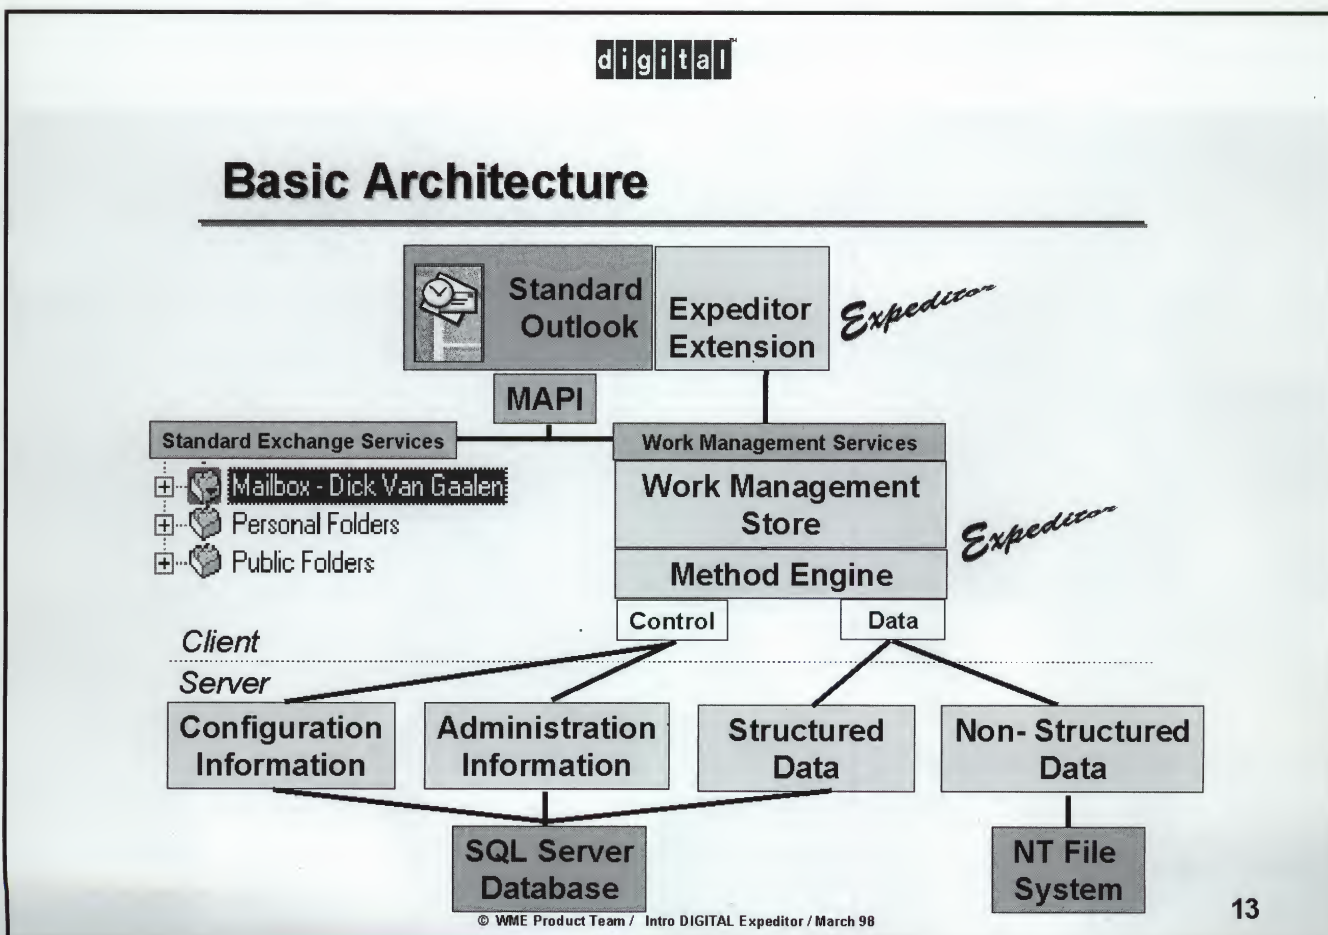 digital™
Basic Architecture
Standard
Outlook
Expeditor
Extension
Expeditor
MAPI
Standard Exchange Services
Work Management Services
Mailbox - Dick Van Gaalen
Personal Folders
Public Folders
Work Management
Store
Method Engine
Expeditor
Control
Data
Client
Server
Configuration
Information
Administration
Information
Structured
Data
Non- Structured
Data
SQL Server
Database
NT File
System
© WME Product Team / Intro DIGITAL Expeditor / March 98
13